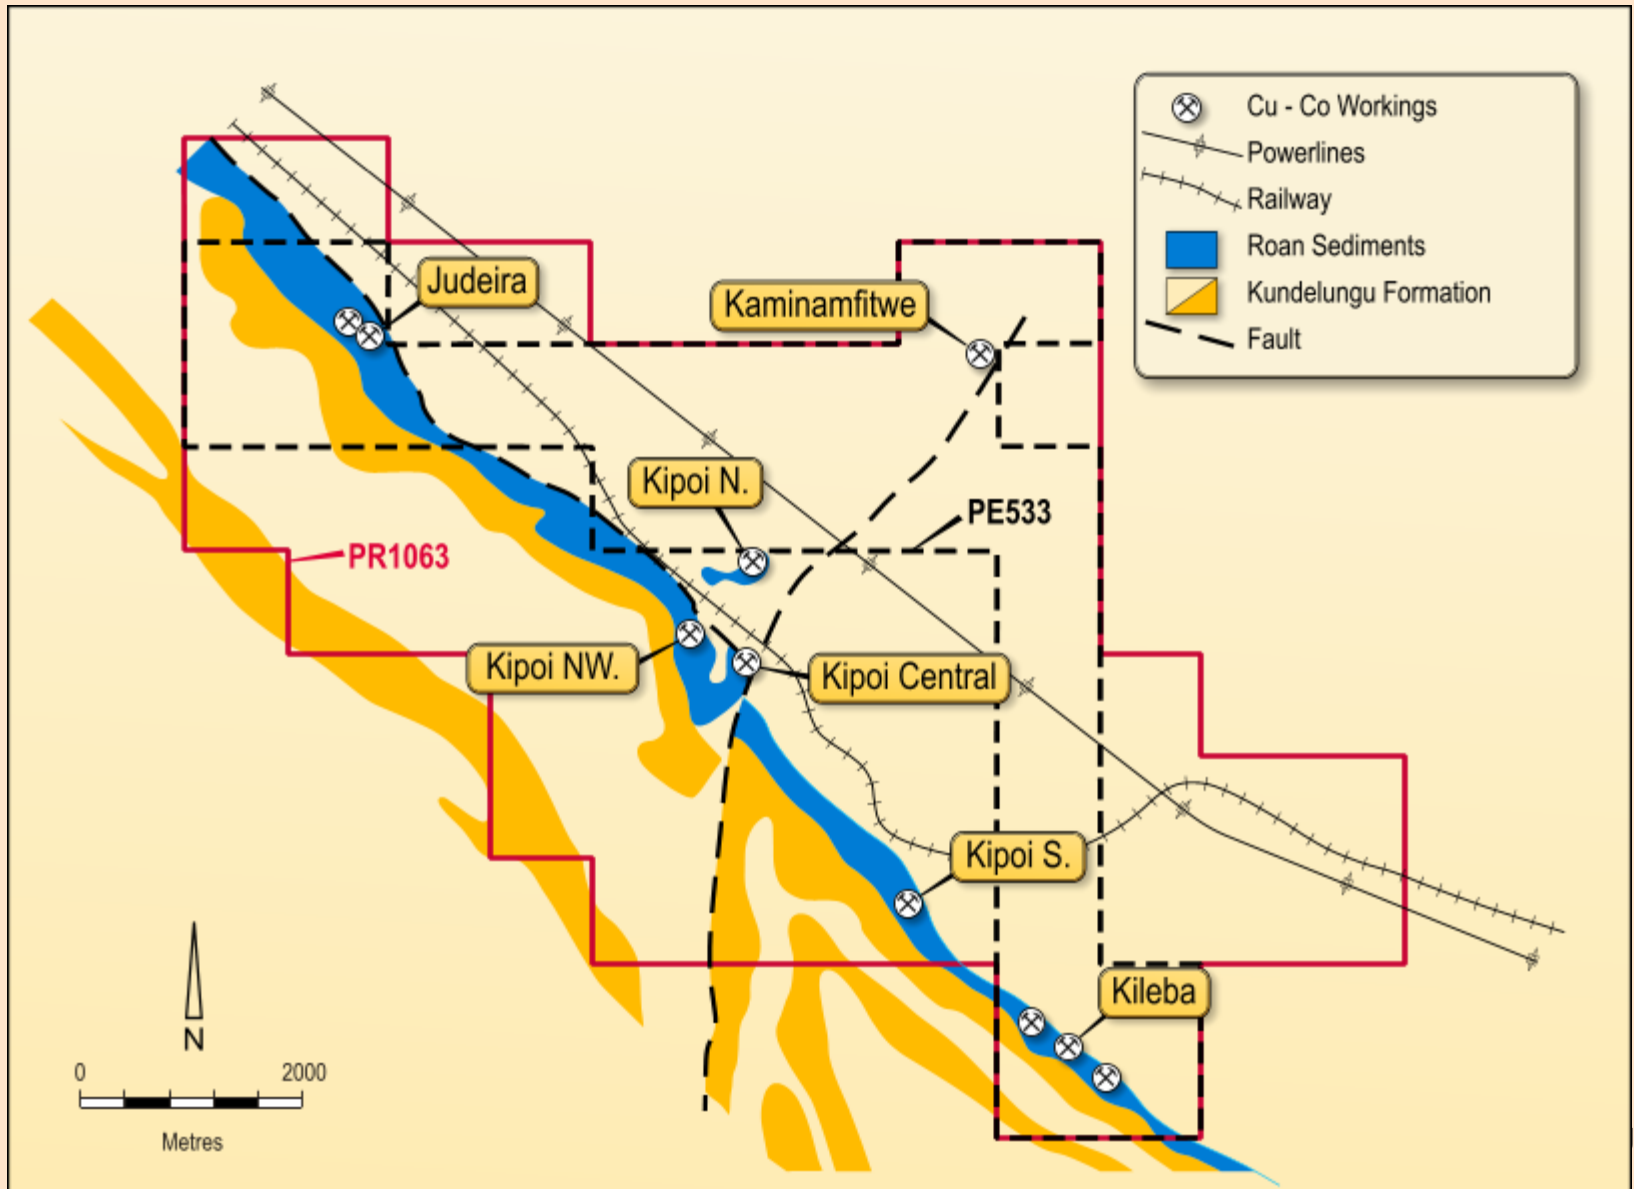 Cu - Co Workings
Powerlines
Railway
Roan Sediments
Kundelungu Formation
Fault
Judeira
Kaminamfitwe
Kipoi N.
PE533
PR1063
Kipoi NW.
Kipoi Central
Kipoi S.
Kileba
N
0 2000
Metres